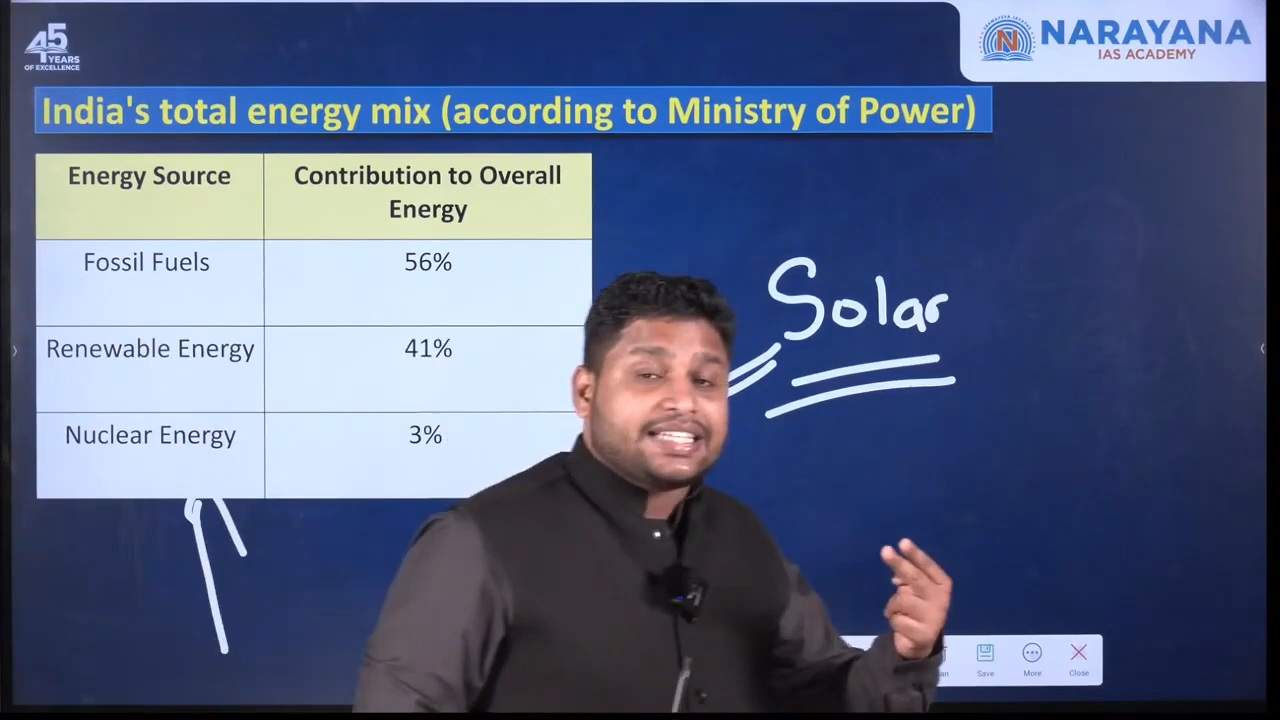 45
YEARS
OF EXCELLENCE
NARAYANA
IAS ACADEMY
India's total energy mix (according to Ministry of Power)
Energy Source
Contribution to Overall
Energy
Fossil Fuels
56%
Renewable Energy
41%
Nuclear Energy
3%
Solar
Save
More
Close